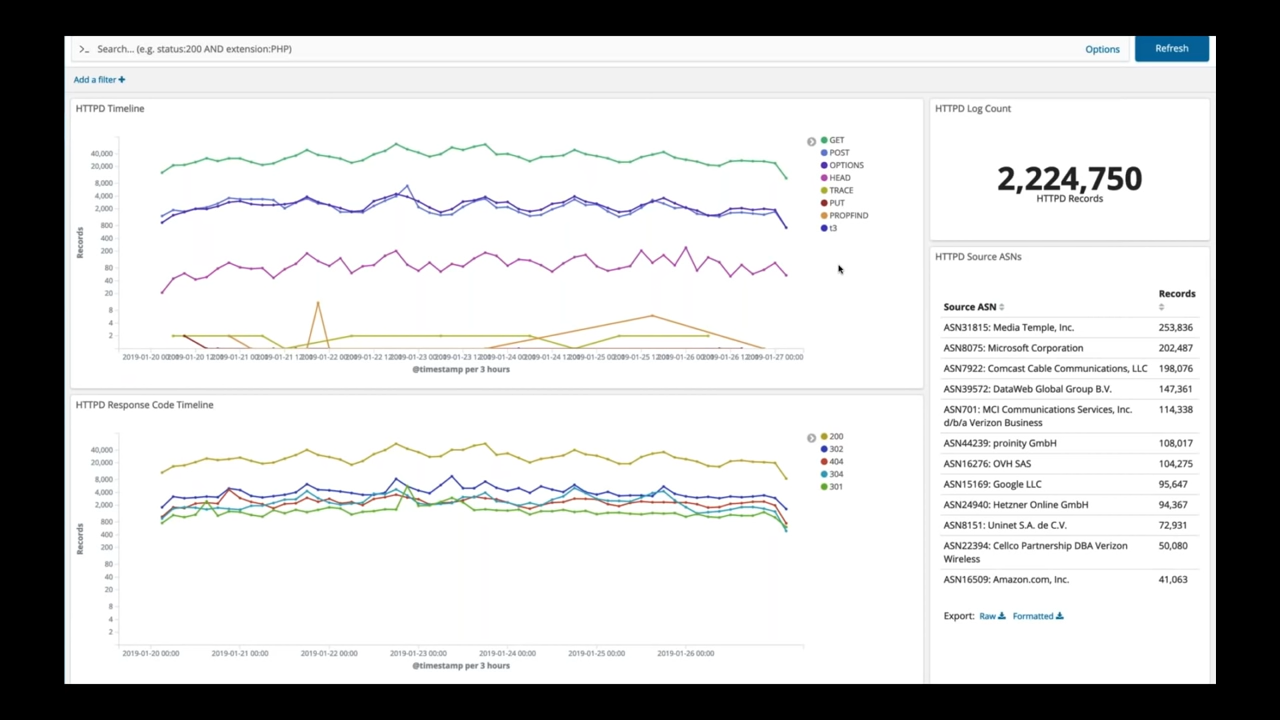 >_ Search... (e.g. status:200 AND extension:PHP)
Options
Refresh
Add a filter +
HTTPD Timeline
40,000
20,000
8,000
4,000
2,000
800
400
200
80
40
20
8
4
2
Records
GET
POST
OPTIONS
HEAD
TRACE
PUT
PROPFIND
t3
@timestamp per 3 hours
HTTPD Response Code Timeline
40,000
20,000
8,000
4,000
2,000
800
400
200
80
40
20
8
4
2
Records
200
302
404
304
301
2019-01-20 00:00 2019-01-21 00:00 2019-01-22 00:00 2019-01-23 00:00 2019-01-24 00:00 2019-01-25 00:00 2019-01-26 00:00
@timestamp per 3 hours
HTTPD Log Count
2,224,750
HTTPD Records
HTTPD Source ASNs
Source ASN Records
ASN31815: Media Temple, Inc. 253,836
ASN8075: Microsoft Corporation 202,487
ASN7922: Comcast Cable Communications, LLC 198,076
ASN39572: DataWeb Global Group B.V. 147,361
ASN701: MCI Communications Services, Inc. 114,338
d/b/a Verizon Business
ASN44239: proinity GmbH 108,017
ASN16276: OVH SAS 104,275
ASN15169: Google LLC 95,647
ASN24940: Hetzner Online GmbH 94,367
ASN8151: Uninet S.A. de C.V. 72,931
ASN22394: Cellco Partnership DBA Verizon 50,080
Wireless
ASN16509: Amazon.com, Inc. 41,063
Export: Raw Formatted